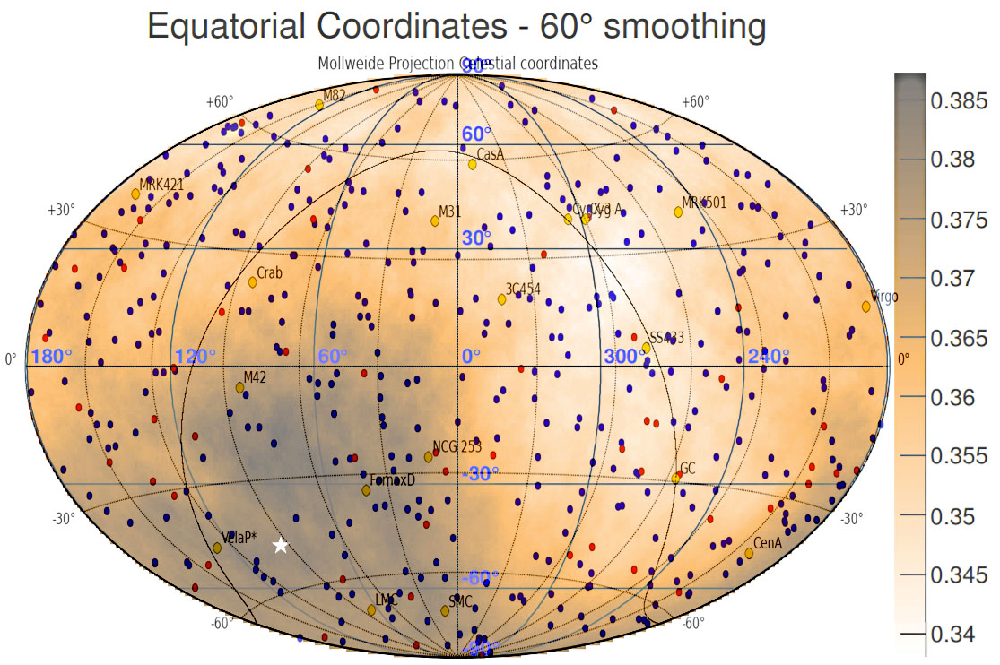 Equatorial Coordinates - 60° smoothing
Mollweide Projection Celestial coordinates
90°
M82
+60°
+60°
60°
CasA
MRK421
MRK501
+30°
M31
Cyg A
+30°
30°
Crab
3C454
Virgo
SS433
0°
180°
120°
60°
0°
300°
240°
0°
M42
NCG 253
-30°
GC
FornaxD
-30°
-30°
VelaP*
CenA
-60°
LMC
SMC
-60°
-60°
-90°
0.385
0.38
0.375
0.37
0.365
0.36
0.355
0.35
0.345
0.34